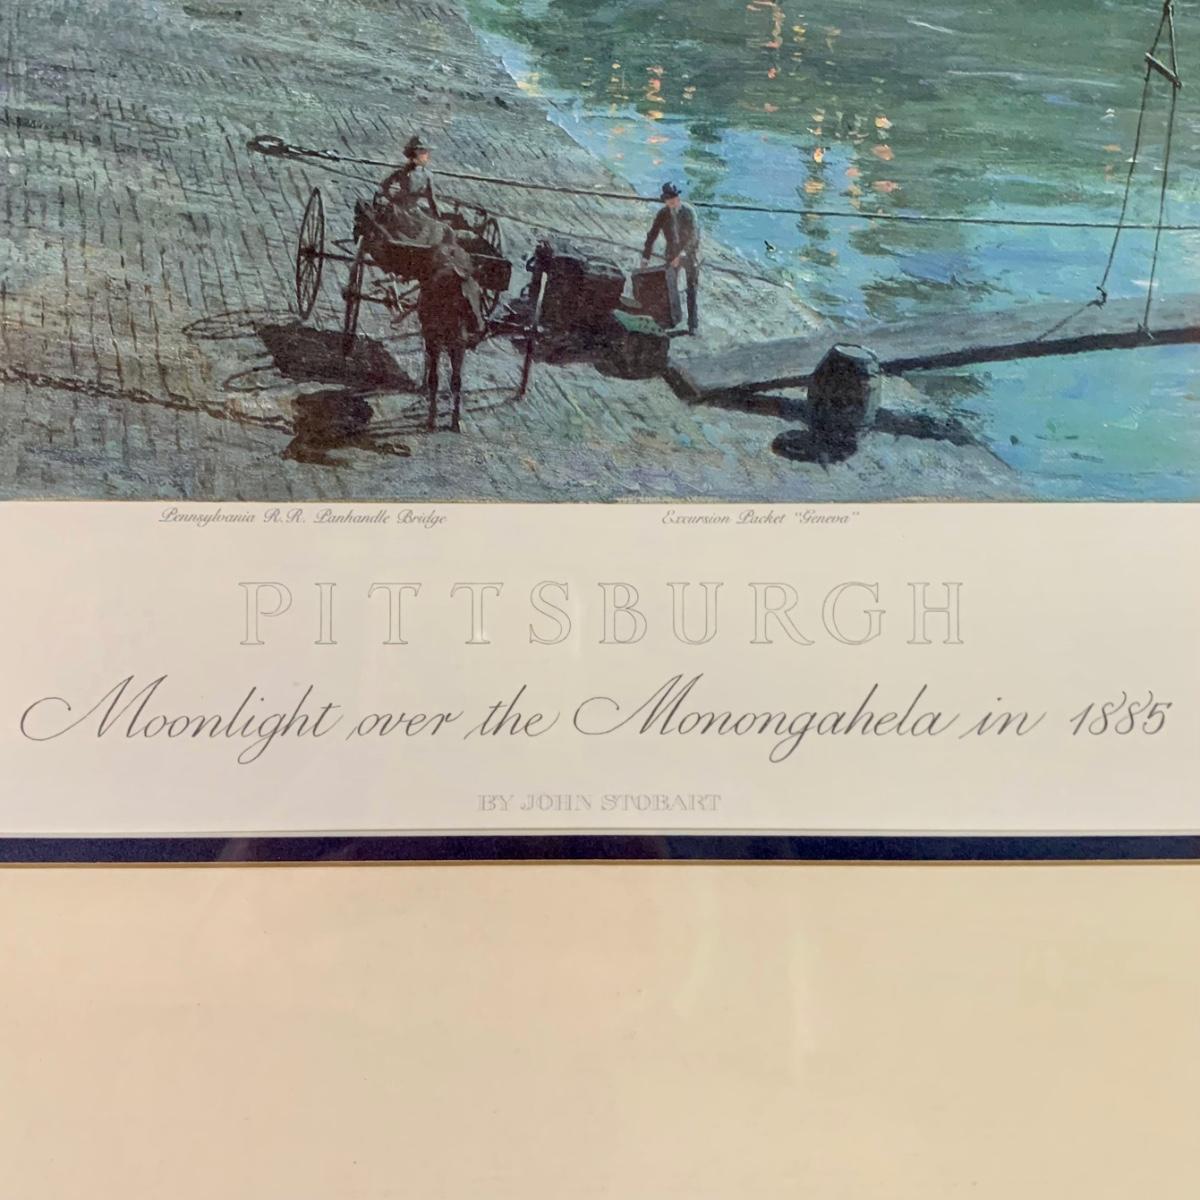 Pennsylvania R.R. Panhandle Bridge
Excursion Packet "Geneva"
PITTSBURGH
Moonlight over the Monongahela in 1885
BY JOHN STOBART